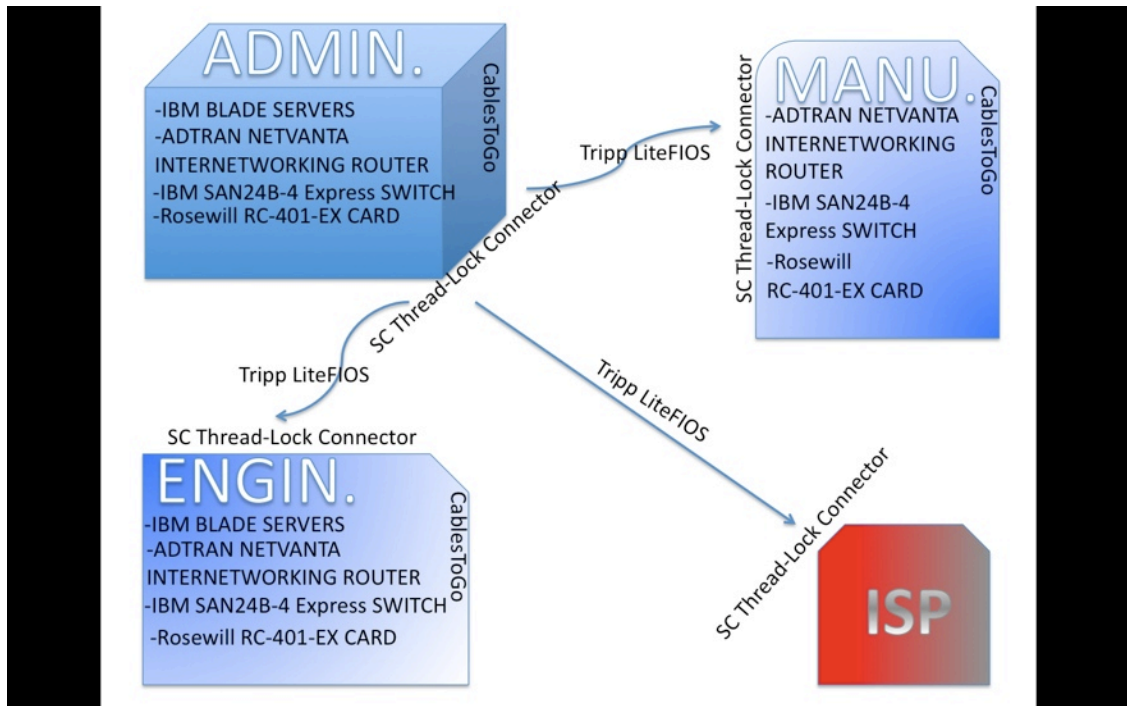 ADMIN.
-IBM BLADE SERVERS
-ADTRAN NETVANTA
INTERNETWORKING ROUTER
-IBM SAN24B-4 Express SWITCH
-Rosewill RC-401-EX CARD
CablesToGo
SC Thread-Lock Connector
Tripp LiteFIOS
SC Thread-Lock Connector
MANU.
-ADTRAN NETVANTA
INTERNETWORKING
ROUTER
-IBM SAN24B-4
Express SWITCH
-Rosewill
RC-401-EX CARD
CablesToGo
Tripp LiteFIOS
SC Thread-Lock Connector
ENGIN.
-IBM BLADE SERVERS
-ADTRAN NETVANTA
INTERNETWORKING ROUTER
-IBM SAN24B-4 Express SWITCH
-Rosewill RC-401-EX CARD
CablesToGo
Tripp LiteFIOS
SC Thread-Lock Connector
ISP